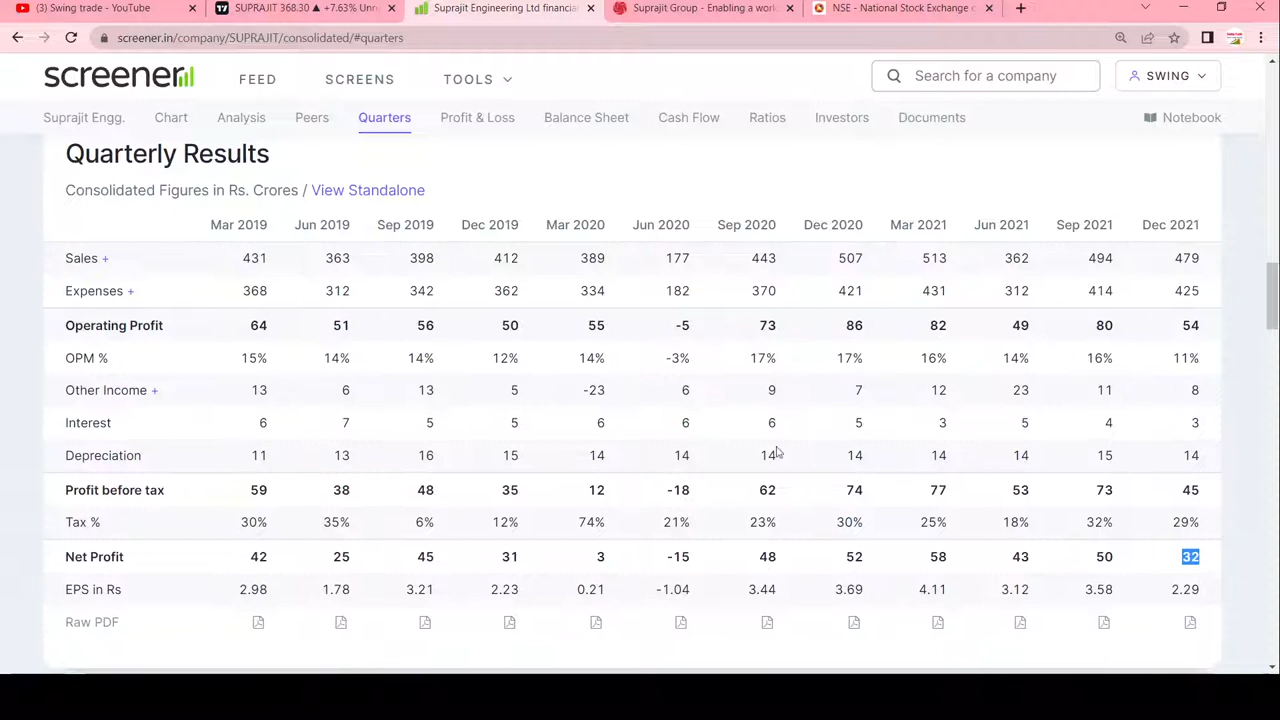 (3) Swing trade - YouTube
SUPRAJIT 368.30 ▲ +7.63% Unn
Suprajit Engineering Ltd financia
Suprajit Group - Enabling a worl
NSE - National Stock Exchange o
screener.in/company/SUPRAJIT/consolidated/#quarters
screener FEED SCREENS TOOLS Search for a company SWING
Suprajit Engg. Chart Analysis Peers Quarters Profit & Loss Balance Sheet Cash Flow Ratios Investors Documents Notebook
Quarterly Results
Consolidated Figures in Rs. Crores / View Standalone
Mar 2019 Jun 2019 Sep 2019 Dec 2019 Mar 2020 Jun 2020 Sep 2020 Dec 2020 Mar 2021 Jun 2021 Sep 2021 Dec 2021
Sales + 431 363 398 412 389 177 443 507 513 362 494 479
Expenses + 368 312 342 362 334 182 370 421 431 312 414 425
Operating Profit 64 51 56 50 55 -5 73 86 82 49 80 54
OPM % 15% 14% 14% 12% 14% -3% 17% 17% 16% 14% 16% 11%
Other Income + 13 6 13 5 -23 6 9 7 12 23 11 8
Interest 6 7 5 5 6 6 6 5 3 5 4 3
Depreciation 11 13 16 15 14 14 14 14 14 14 15 14
Profit before tax 59 38 48 35 12 -18 62 74 77 53 73 45
Tax % 30% 35% 6% 12% 74% 21% 23% 30% 25% 18% 32% 29%
Net Profit 42 25 45 31 3 -15 48 52 58 43 50 32
EPS in Rs 2.98 1.78 3.21 2.23 0.21 -1.04 3.44 3.69 4.11 3.12 3.58 2.29
Raw PDF